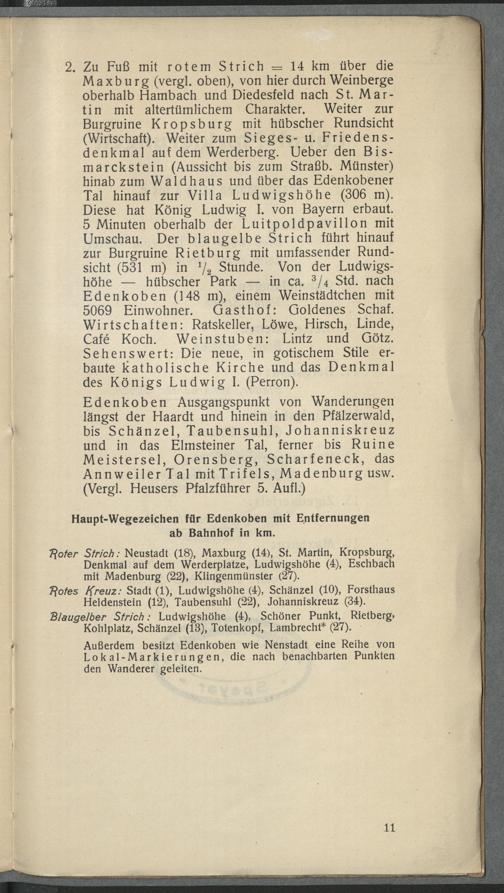 2. Zu Fuß mit rotem Strich = 14 km über die
Maxburg (vergl. oben), von hier durch Weinberge
oberhalb Hambach und Diedesfeld nach St. Mar-
tin mit altertümlichem Charakter. Weiter zur
Burgruine Kropsburg mit hübscher Rundsicht
(Wirtschaft). Weiter zum Sieges- u. Friedens-
denkmal auf dem Werderberg. Ueber den Bis-
marckstein (Aussicht bis zum Straßb. Münster)
hinab zum Waldhaus und über das Edenkobener
Tal hinauf zur Villa Ludwigshöhe (306 m).
Diese hat König Ludwig I. von Bayern erbaut.
5 Minuten oberhalb der Luitpoldpavillon mit
Umschau. Der blaugelbe Strich führt hinauf
zur Burgruine Rietburg mit umfassender Rund-
sicht (531 m) in 1/2 Stunde. Von der Ludwigs-
höhe — hübscher Park — in ca. 3/4 Std. nach
Edenkoben (148 m), einem Weinstädtchen mit
5069 Einwohner. Gasthof: Goldenes Schaf.
Wirtschaften: Ratskeller, Löwe, Hirsch, Linde,
Café Koch. Weinstuben: Lintz und Götz.
Sehenswert: Die neue, in gotischem Stile er-
baute katholische Kirche und das Denkmal
des Königs Ludwig I. (Perron).
Edenkoben Ausgangspunkt von Wanderungen
längst der Haardt und hinein in den Pfälzerwald,
bis Schänzel, Taubensuhl, Johanniskreuz
und in das Elmsteiner Tal, ferner bis Ruine
Meistersel, Orensberg, Scharfeneck, das
Annweiler Tal mit Trifels, Madenburg usw.
(Vergl. Heusers Pfalzführer 5. Aufl.)
Haupt-Wegezeichen für Edenkoben mit Entfernungen
ab Bahnhof in km.
Roter Strich: Neustadt (18), Maxburg (14), St. Martin, Kropsburg,
Denkmal auf dem Werderplatze, Ludwigshöhe (4), Eschbach
mit Madenburg (22), Klingenmünster (27).
Rotes Kreuz: Stadt (1), Ludwigshöhe (4), Schänzel (10), Forsthaus
Heldenstein (12), Taubensuhl (22), Johanniskreuz (34).
Blaugelber Strich: Ludwigshöhe (4), Schöner Punkt, Rietberg,
Kohlplatz, Schänzel (13), Totenkopf, Lambrecht* (27).
Außerdem besitzt Edenkoben wie Nenstadt eine Reihe von
Lokal-Markierungen, die nach benachbarten Punkten
den Wanderer geleiten.
11